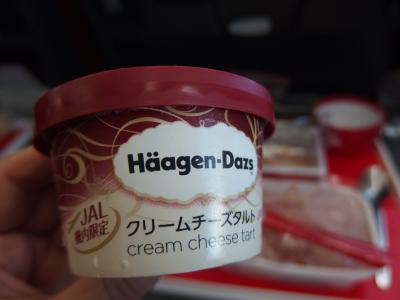 Häagen-Dazs
JAL
機内限定
クリームチーズタルト
cream cheese tart